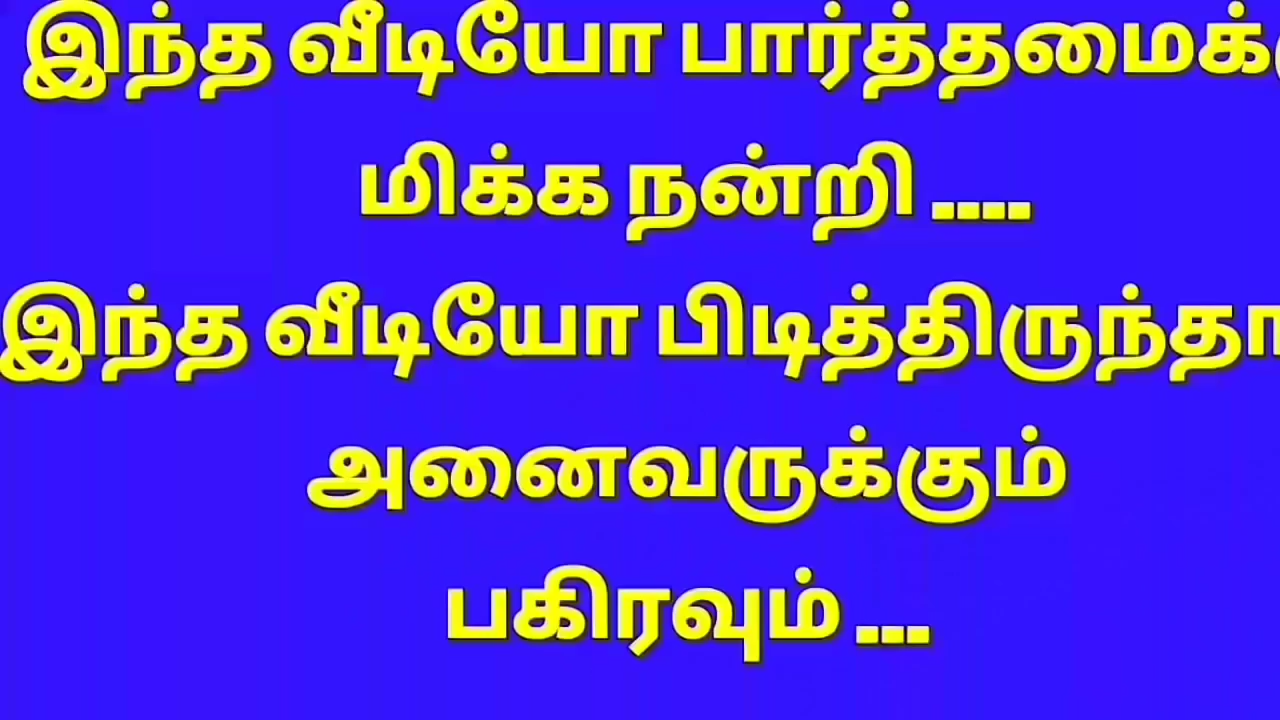 இந்த வீடியோ பார்த்தமைக்
மிக்க நன்றி ....
இந்த வீடியோ பிடித்திருந்தா
அனைவருக்கும்
பகிரவும் ...